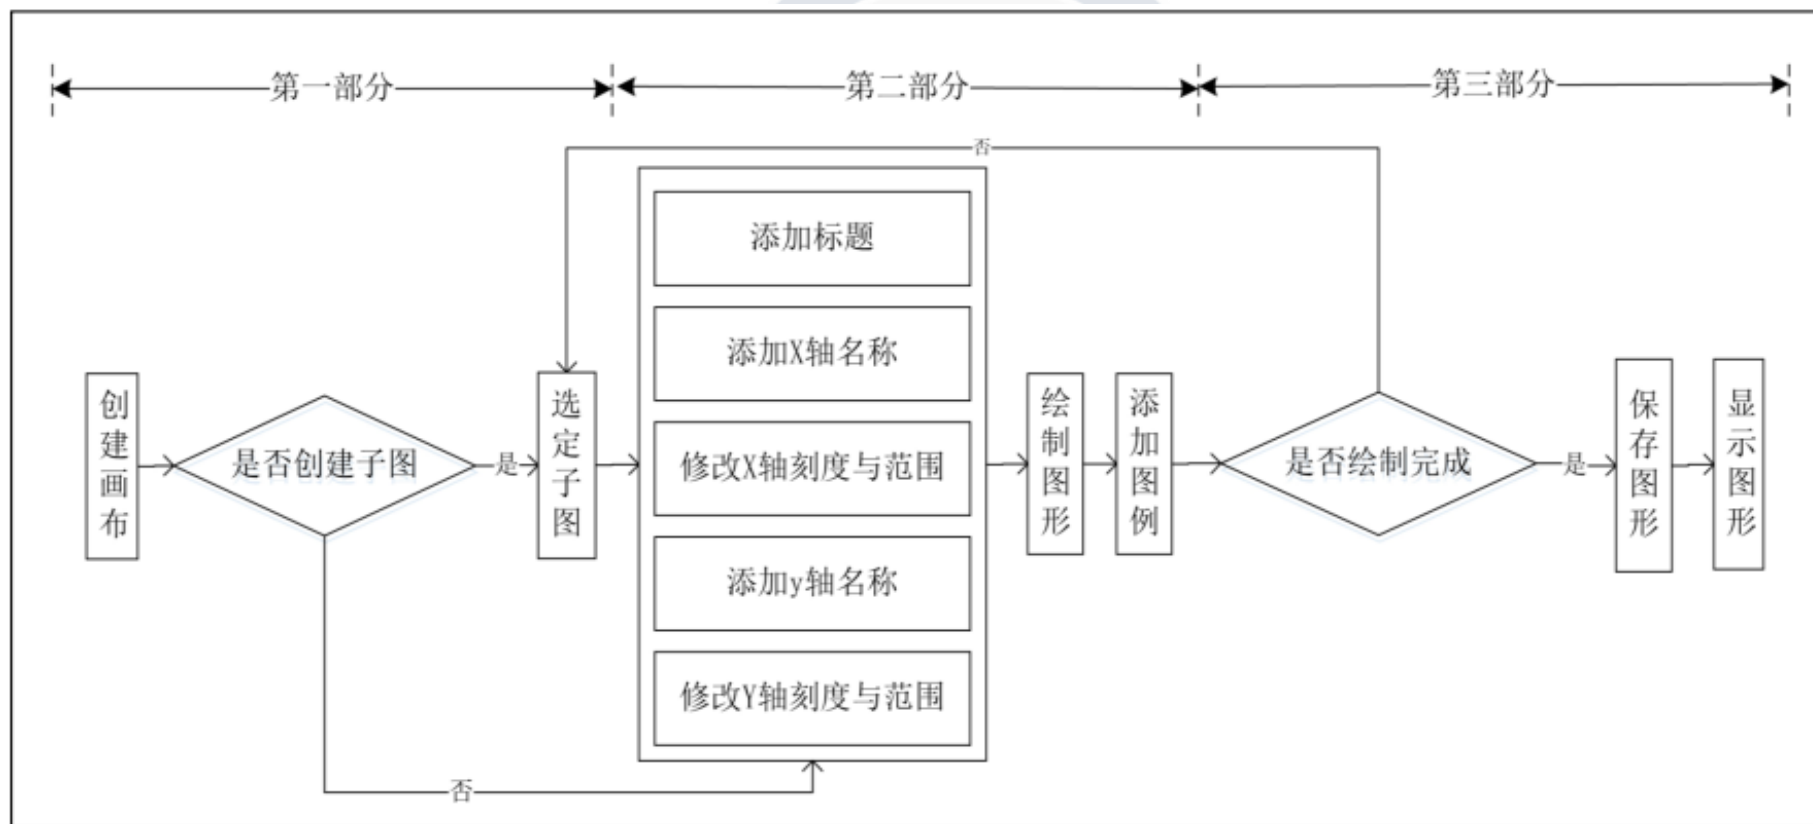 第一部分
第二部分
第三部分
否
创建画布
是否创建子图
是
选定子图
添加标题
添加X轴名称
修改X轴刻度与范围
添加y轴名称
修改Y轴刻度与范围
绘制图形
添加图例
是否绘制完成
是
保存图形
显示图形
否